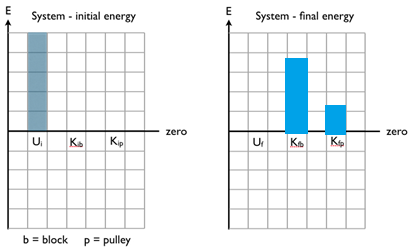 E
System - initial energy
zero
Ui
Kib
Kip
b = block p = pulley
E
System - final energy
zero
Uf
Kfb
Kfp